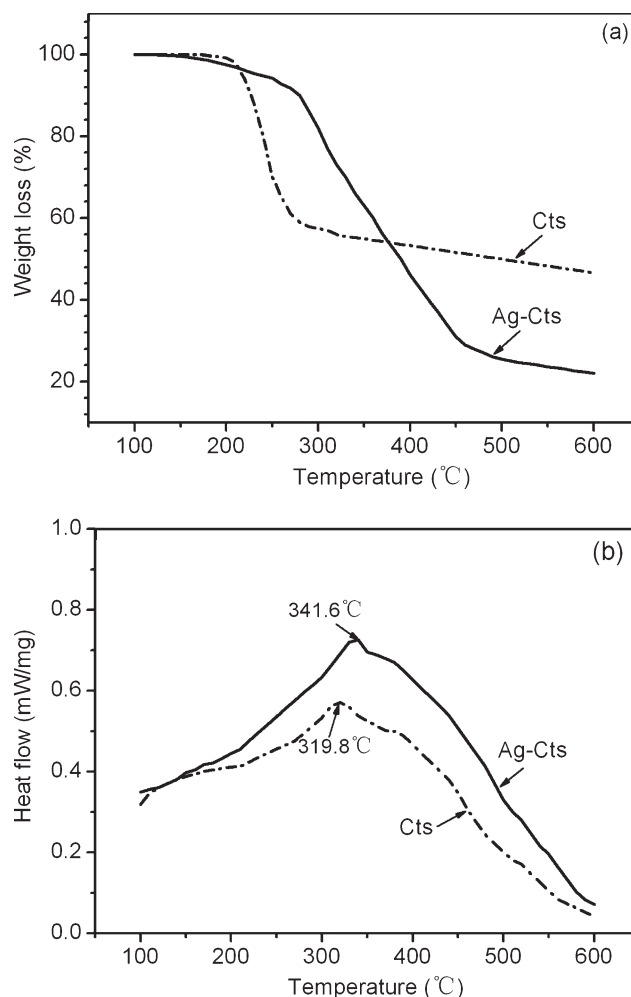 (a)
Weight loss (%)
100
80
60
40
20
Cts
Ag-Cts
100 200 300 400 500 600
Temperature (℃)
(b)
Heat flow (mW/mg)
1.0
0.8
0.6
0.4
0.2
0.0
341.6℃
319.8℃
Ag-Cts
Cts
100 200 300 400 500 600
Temperature (℃)